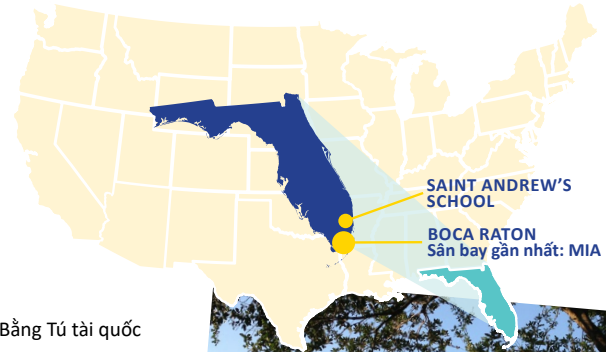 SAINT ANDREW'S
SCHOOL
BOCA RATON
Sân bay gần nhất: MIA
Bằng Tú tài quốc